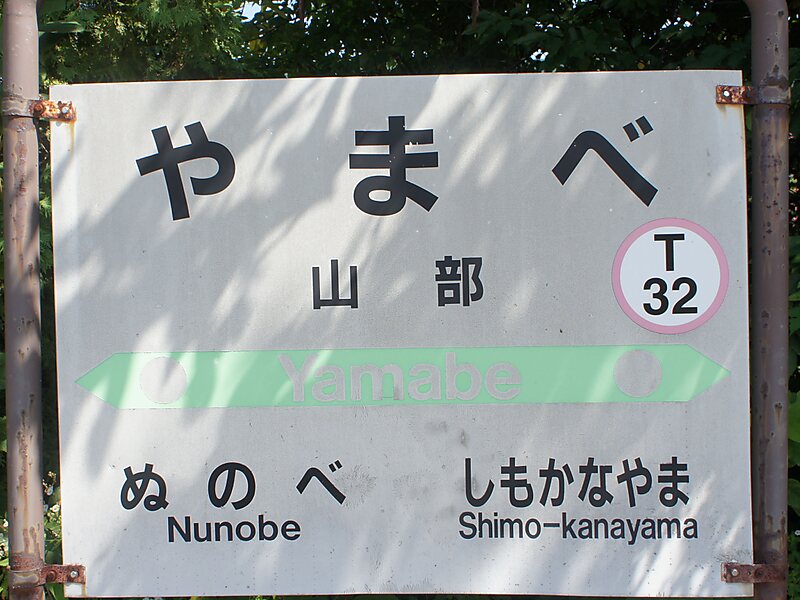 やまべ
山部
T
32
Yamabe
ぬのべ しもかなやま
Nunobe Shimo-kanayama